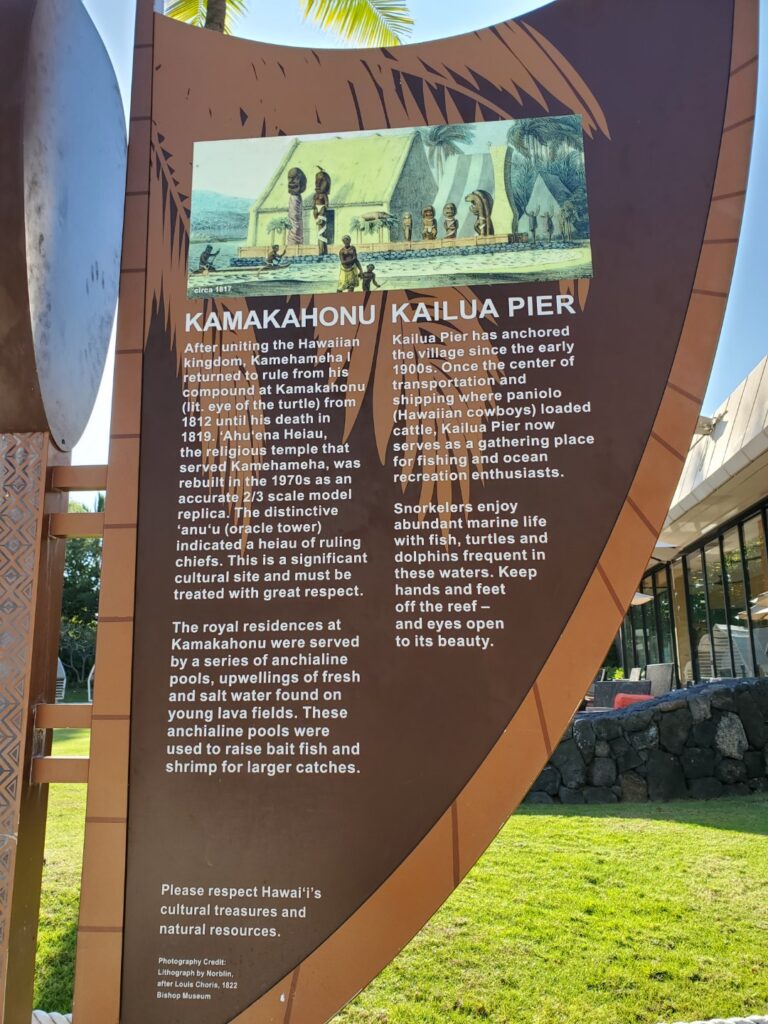 circa 1817
KAMAKAHONU
After uniting the Hawaiian
kingdom, Kamehameha I
returned to rule from his
compound at Kamakahonu
(lit. eye of the turtle) from
1812 until his death in
1819. ‘Ahu‘ena Heiau,
the religious temple that
served Kamehameha, was
rebuilt in the 1970s as an
accurate 2/3 scale model
replica. The distinctive
‘anu‘u (oracle tower)
indicated a heiau of ruling
chiefs. This is a significant
cultural site and must be
treated with great respect.
The royal residences at
Kamakahonu were served
by a series of anchialine
pools, upwellings of fresh
and salt water found on
young lava fields. These
anchialine pools were
used to raise bait fish and
shrimp for larger catches.
KAILUA PIER
Kailua Pier has anchored
the village since the early
1900s. Once the center of
transportation and
shipping where paniolo
(Hawaiian cowboys) loaded
cattle, Kailua Pier now
serves as a gathering place
for fishing and ocean
recreation enthusiasts.
Snorkelers enjoy
abundant marine life
with fish, turtles and
dolphins frequent in
these waters. Keep
hands and feet
off the reef –
and eyes open
to its beauty.
Please respect Hawai‘i’s
cultural treasures and
natural resources.
Photography Credit:
Lithograph by Norblin,
after Louis Choris, 1822
Bishop Museum